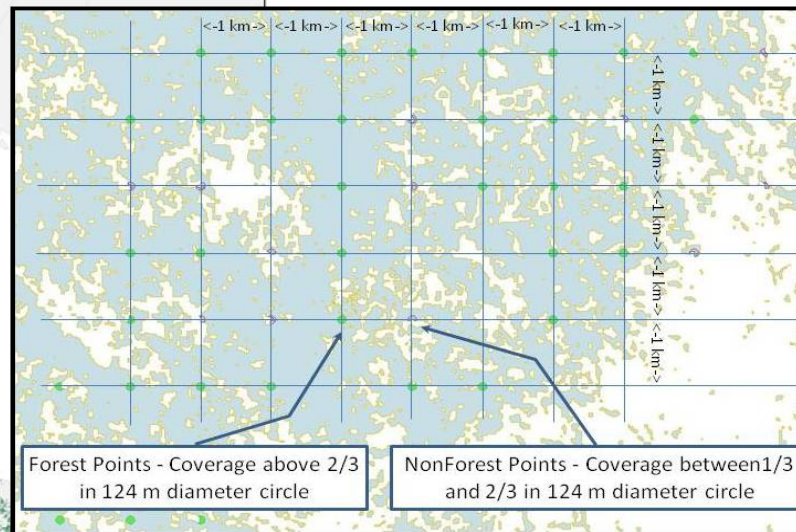 <-1 km-> <-1 km-> <-1 km-> <-1 km-> <-1 km-> <-1 km->
<-1 km-> <-1 km-> <-1 km-> <-1 km-> <-1 km->
Forest Points - Coverage above 2/3
in 124 m diameter circle
NonForest Points - Coverage between1/3
and 2/3 in 124 m diameter circle